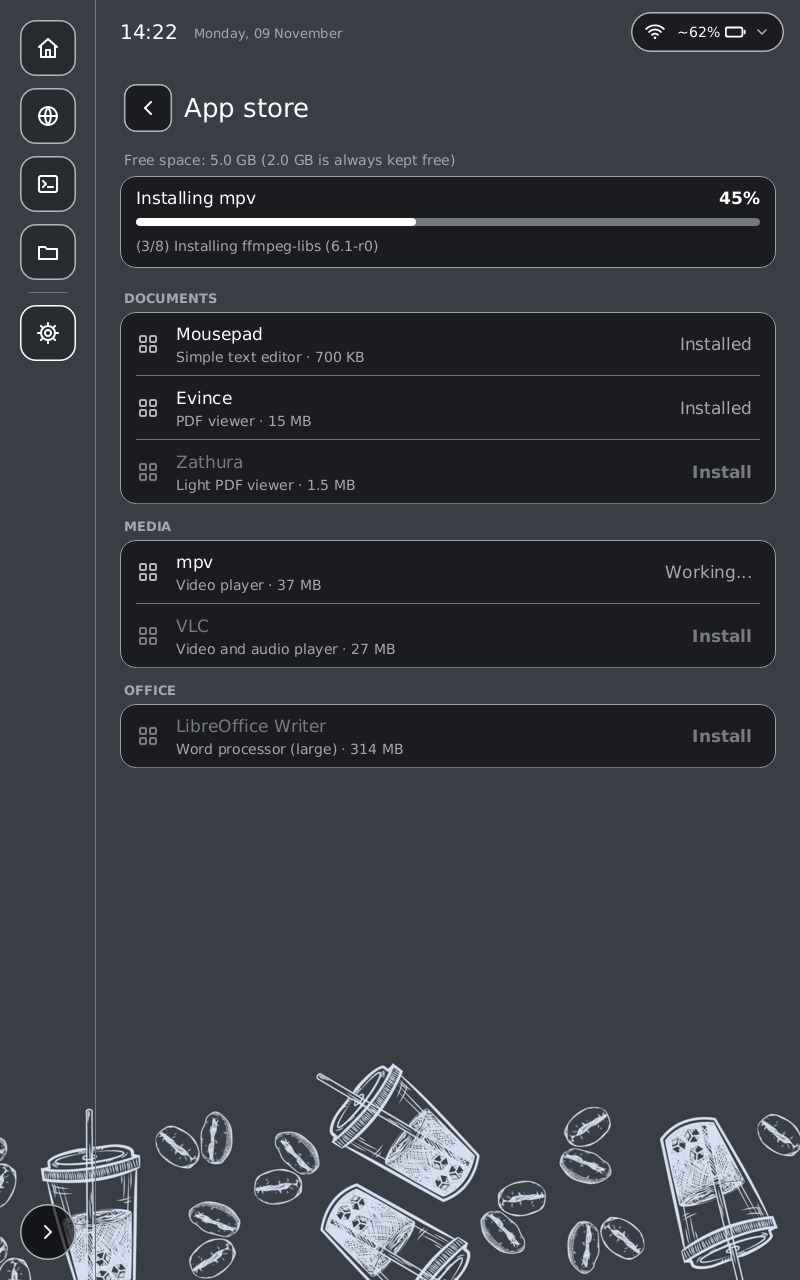 14:22 Monday, 09 November ~62%
App store
Free space: 5.0 GB (2.0 GB is always kept free)
Installing mpv 45%
(3/8) Installing ffmpeg-libs (6.1-r0)
DOCUMENTS
Mousepad
Simple text editor · 700 KB
Installed
Evince
PDF viewer · 15 MB
Installed
Zathura
Light PDF viewer · 1.5 MB
Install
MEDIA
mpv
Video player · 37 MB
Working...
VLC
Video and audio player · 27 MB
Install
OFFICE
LibreOffice Writer
Word processor (large) · 314 MB
Install